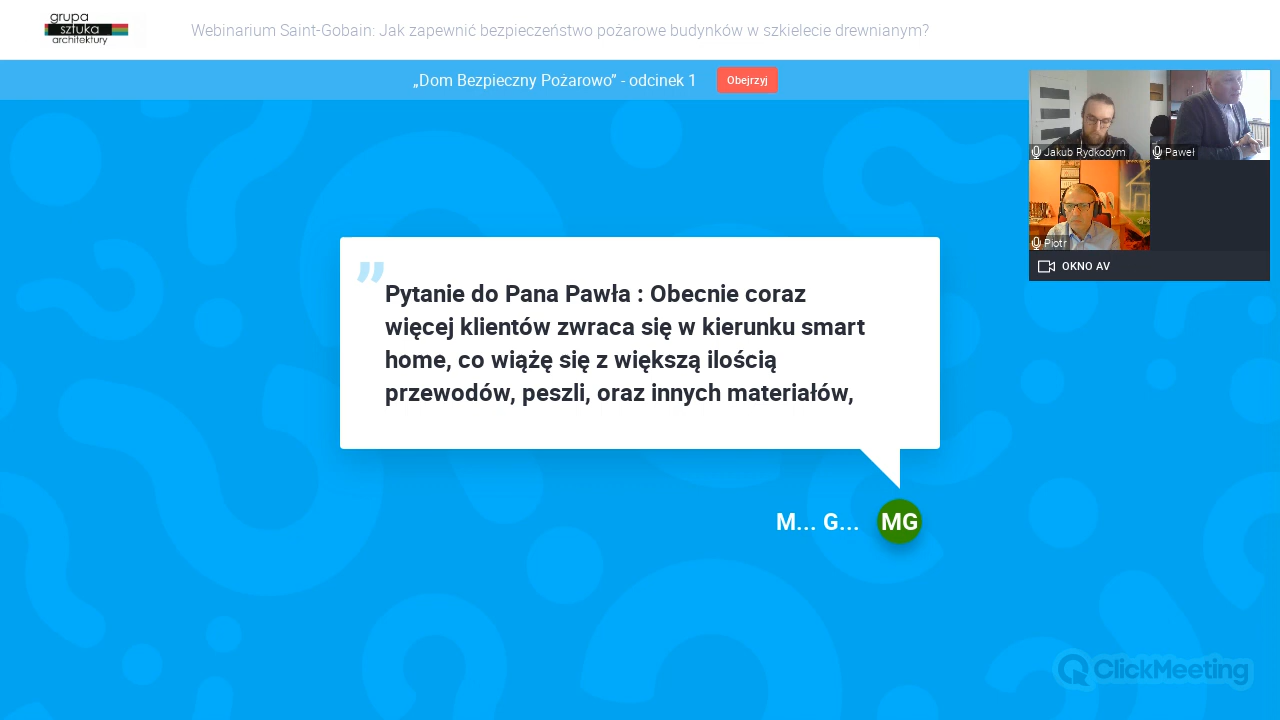 grupa
sztuka
architektury
Webinarium Saint-Gobain: Jak zapewnić bezpieczeństwo pożarowe budynków w szkielecie drewnianym?
„Dom Bezpieczny Pożarowo” - odcinek 1
Obejrzyj
Jakub Rydkodym
Paweł
Piotr
OKNO AV
”
Pytanie do Pana Pawła : Obecnie coraz
więcej klientów zwraca się w kierunku smart
home, co wiążę się z większą ilością
przewodów, peszli, oraz innych materiałów,
M... G...
MG
ClickMeeting